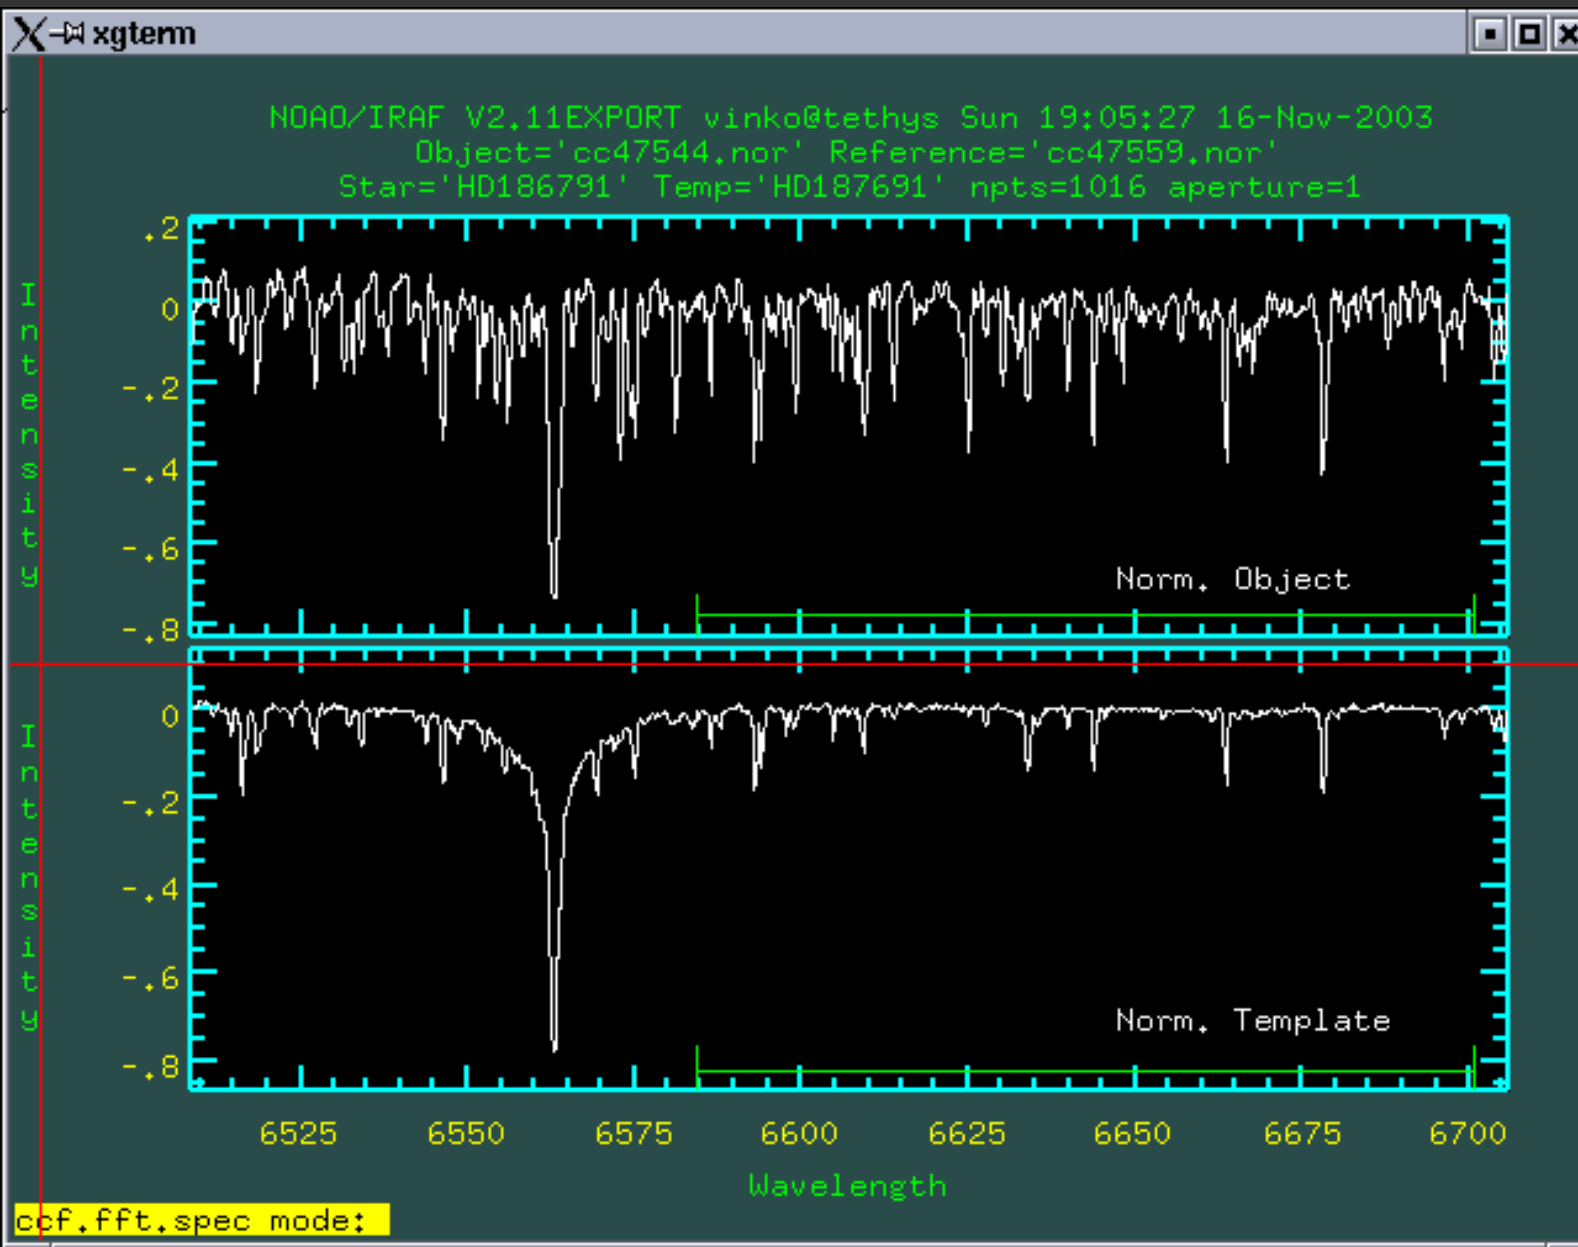 xgterm
NOAO/IRAF V2.11EXPORT vinko@tethys Sun 19:05:27 16-Nov-2003
Object='cc47544.nor' Reference='cc47559.nor'
Star='HD186791' Temp='HD187691' npts=1016 aperture=1
.2
0
-.2
-.4
-.6
-.8
Intensity
Norm. Object
0
-.2
-.4
-.6
-.8
Intensity
Norm. Template
6525 6550 6575 6600 6625 6650 6675 6700
Wavelength
ccf.fft.spec mode: